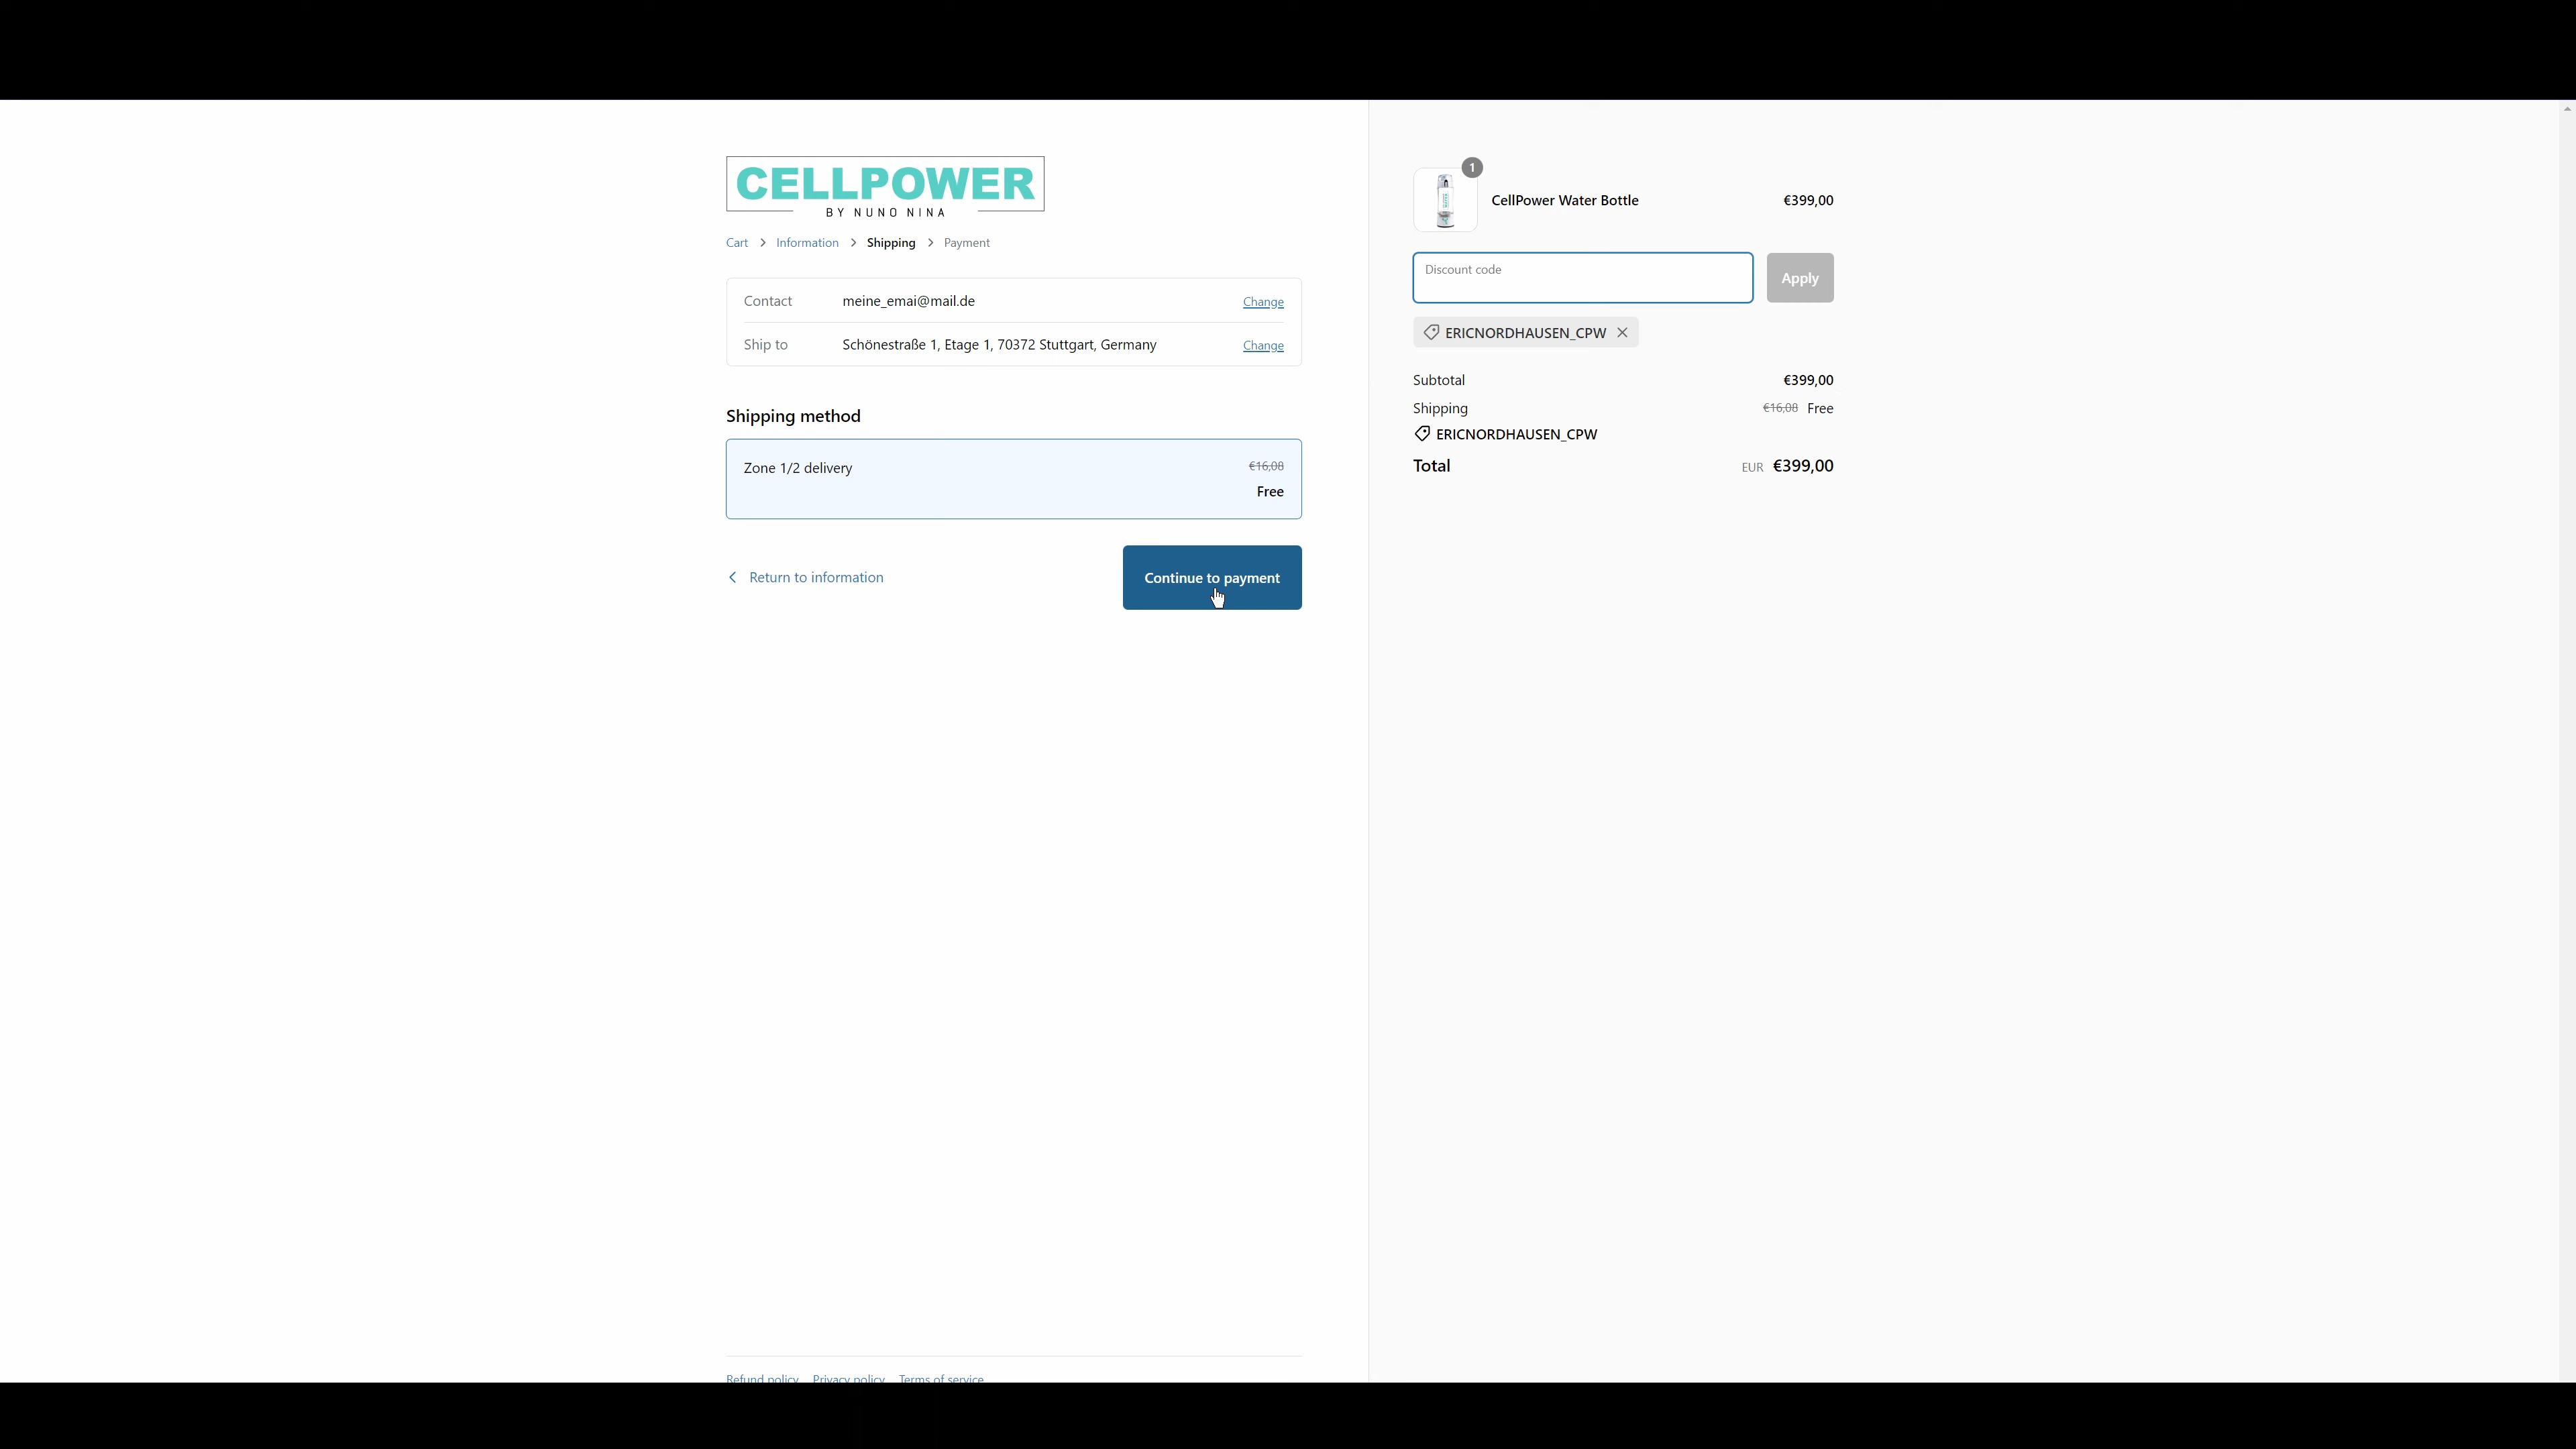 CELLPOWER
BY NUNO NINA
Cart > Information > Shipping > Payment
Contact meine_emai@mail.de Change
Ship to Schönestraße 1, Etage 1, 70372 Stuttgart, Germany Change
Shipping method
Zone 1/2 delivery €16,08
Free
Return to information
Continue to payment
Refund policy Privacy policy Terms of service
1
CellPower Water Bottle €399,00
Discount code
Apply
ERICNORDHAUSEN_CPW
Subtotal €399,00
Shipping €16,08 Free
ERICNORDHAUSEN_CPW
Total EUR €399,00